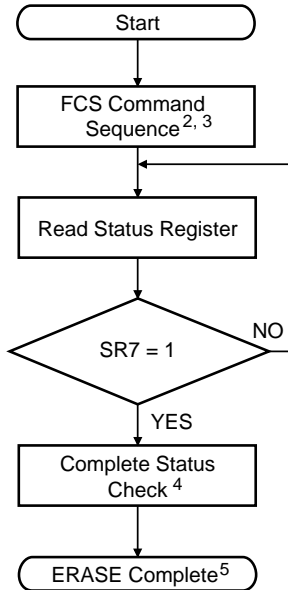 Start
FCS Command
Sequence2, 3
Read Status Register
SR7 = 1
NO
YES
Complete Status
Check 4
ERASE Complete5